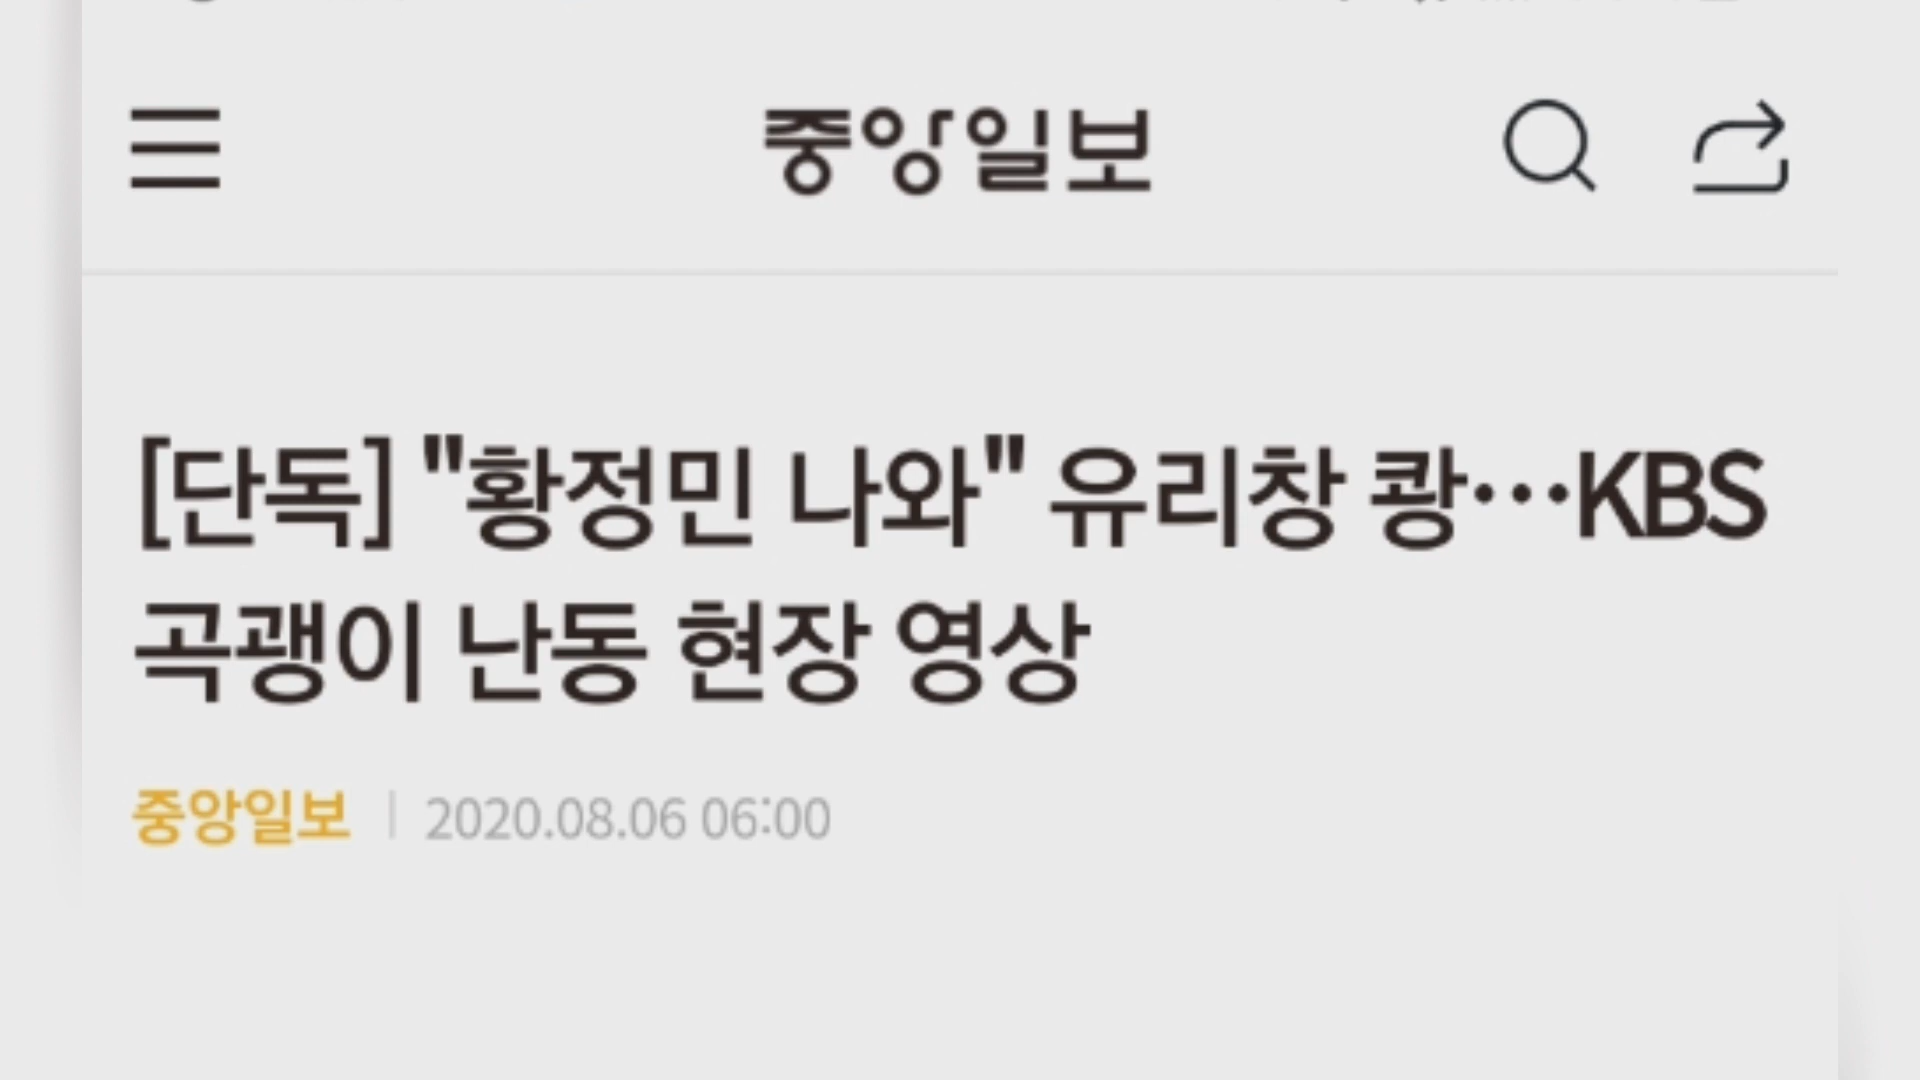 중앙일보
[단독] "황정민 나와" 유리창 쾅…KBS
곡괭이 난동 현장 영상
중앙일보 | 2020.08.06 06:00